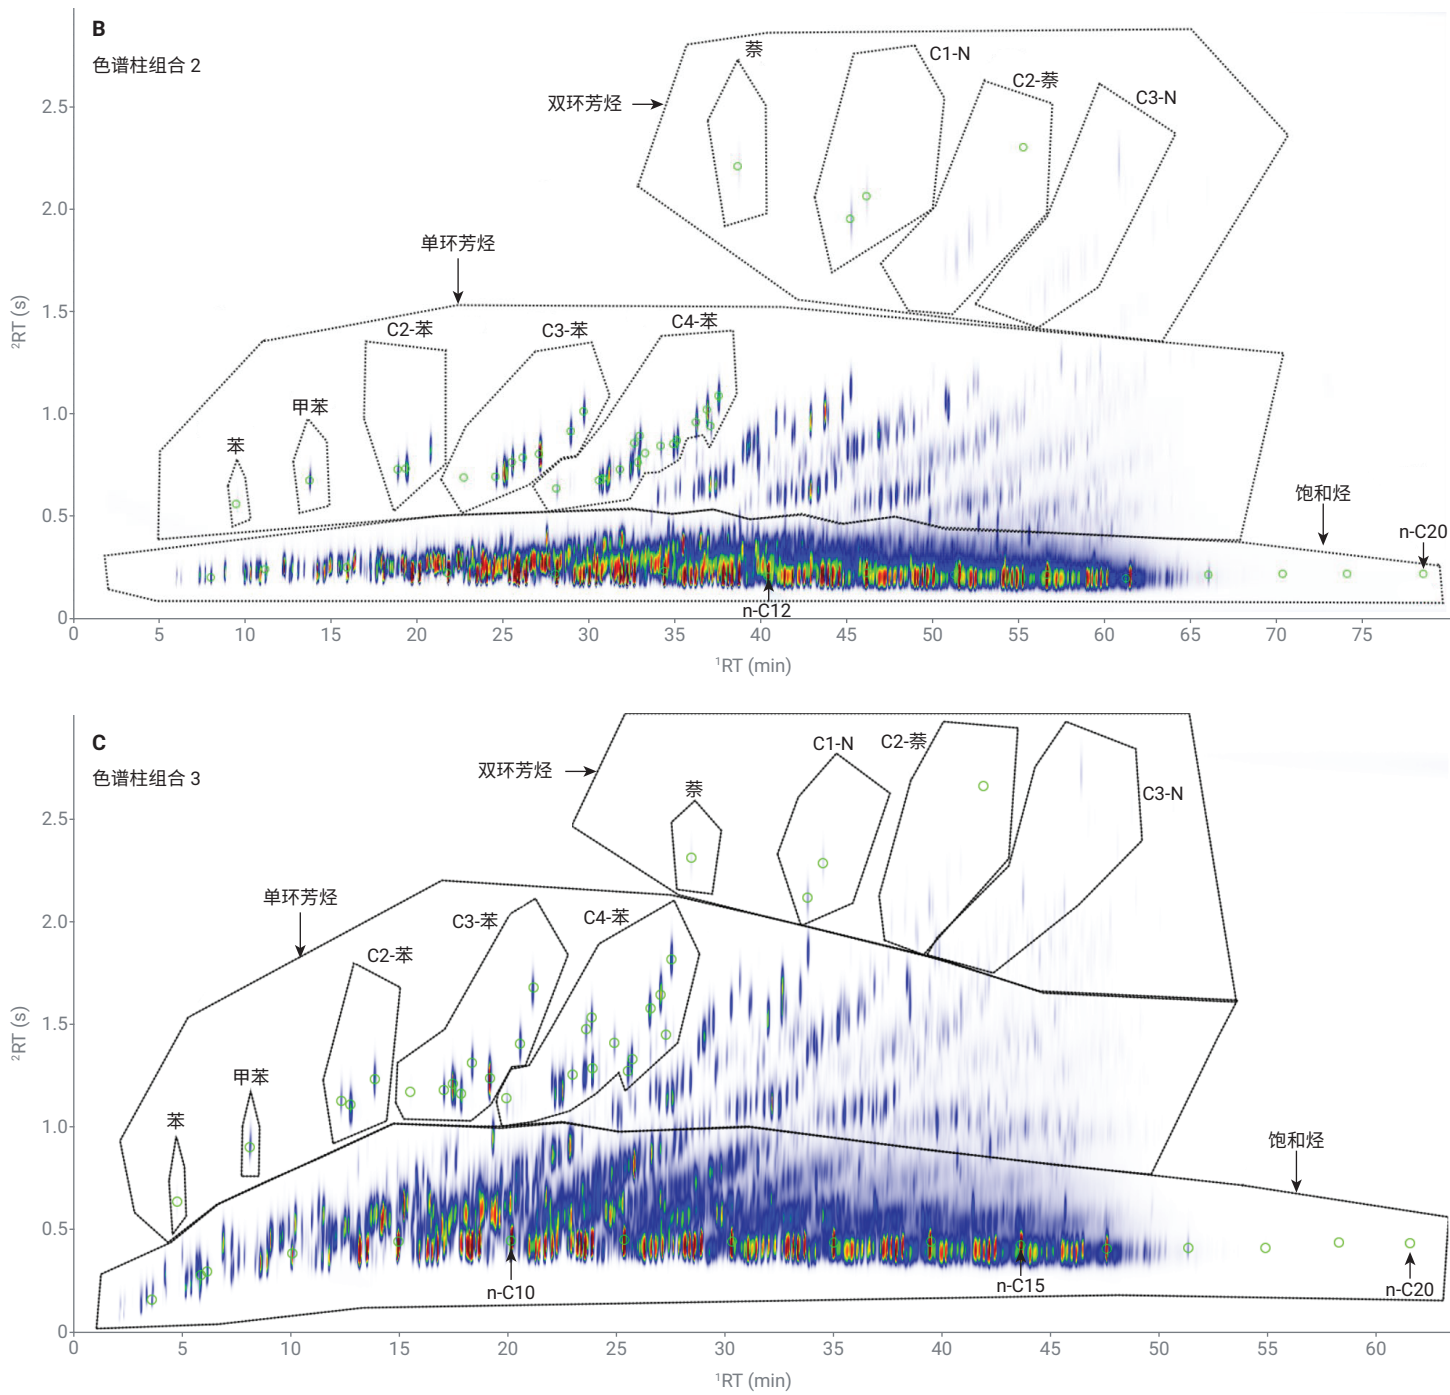 B
色谱柱组合 2
萘
C1-N
C2-萘
C3-N
双环芳烃
2.5
2.0
单环芳烃
1.5
C2-苯
C3-苯
C4-苯
²RT (s)
甲苯
1.0
苯
饱和烃
0.5
n-C20
n-C12
0
0 5 10 15 20 25 30 35 40 45 50 55 60 65 70 75
¹RT (min)
C
色谱柱组合 3
双环芳烃
萘
C1-N
C2-萘
C3-N
2.5
单环芳烃
2.0
C2-苯
C3-苯
C4-苯
1.5
²RT (s)
甲苯
苯
1.0
饱和烃
0.5
n-C10
n-C15
n-C20
0
0 5 10 15 20 25 30 35 40 45 50 55 60
¹RT (min)